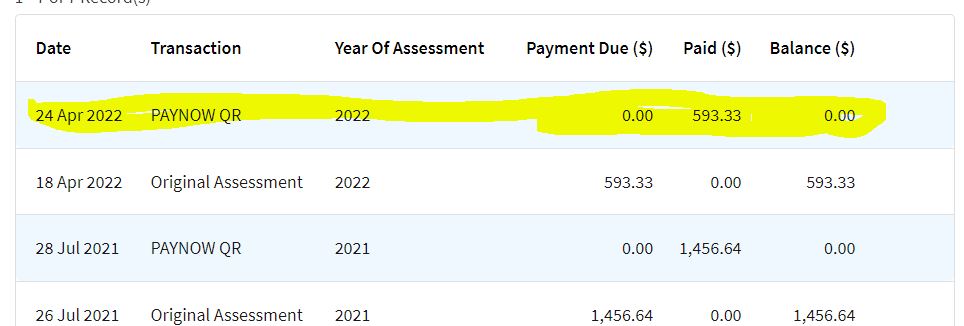 Date Transaction Year Of Assessment Payment Due ($) Paid ($) Balance ($)
24 Apr 2022 PAYNOW QR 2022 0.00 593.33 0.00
18 Apr 2022 Original Assessment 2022 593.33 0.00 593.33
28 Jul 2021 PAYNOW QR 2021 0.00 1,456.64 0.00
26 Jul 2021 Original Assessment 2021 1,456.64 0.00 1,456.64